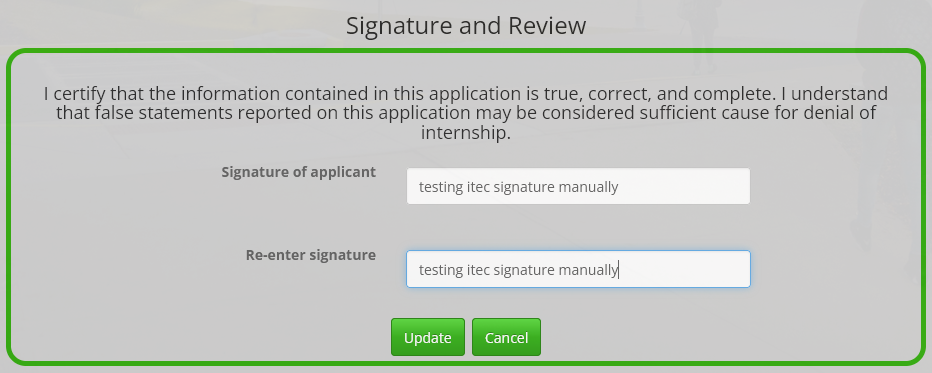 Signature and Review
I certify that the information contained in this application is true, correct, and complete. I understand
that false statements reported on this application may be considered sufficient cause for denial of
internship.
Signature of applicant
testing itec signature manually
Re-enter signature
testing itec signature manually
Update
Cancel